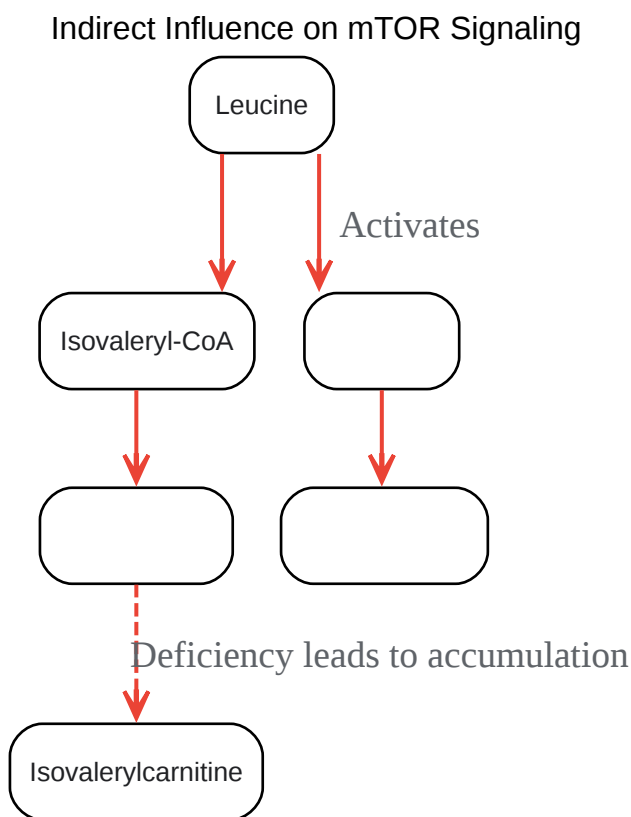 Indirect Influence on mTOR Signaling
Leucine
Activates
Isovaleryl-CoA
Deficiency leads to accumulation
Isovalerylcarnitine